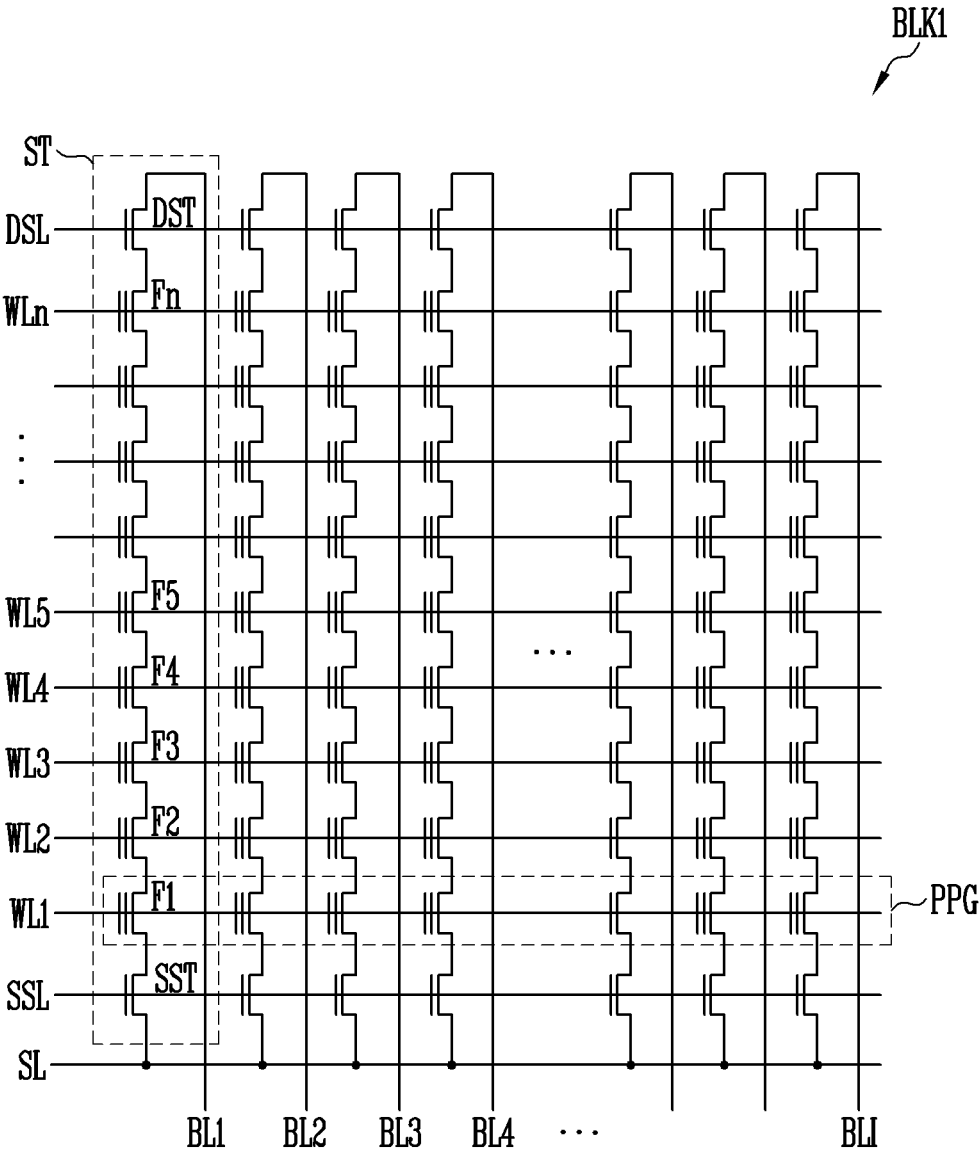 BLK1
ST
DSL DST
WLn Fn
⋮
WL5 F5
...
WL4 F4
WL3 F3
WL2 F2
WL1 F1 PPG
SSL SST
SL
BL1 BL2 BL3 BL4 ... BLI